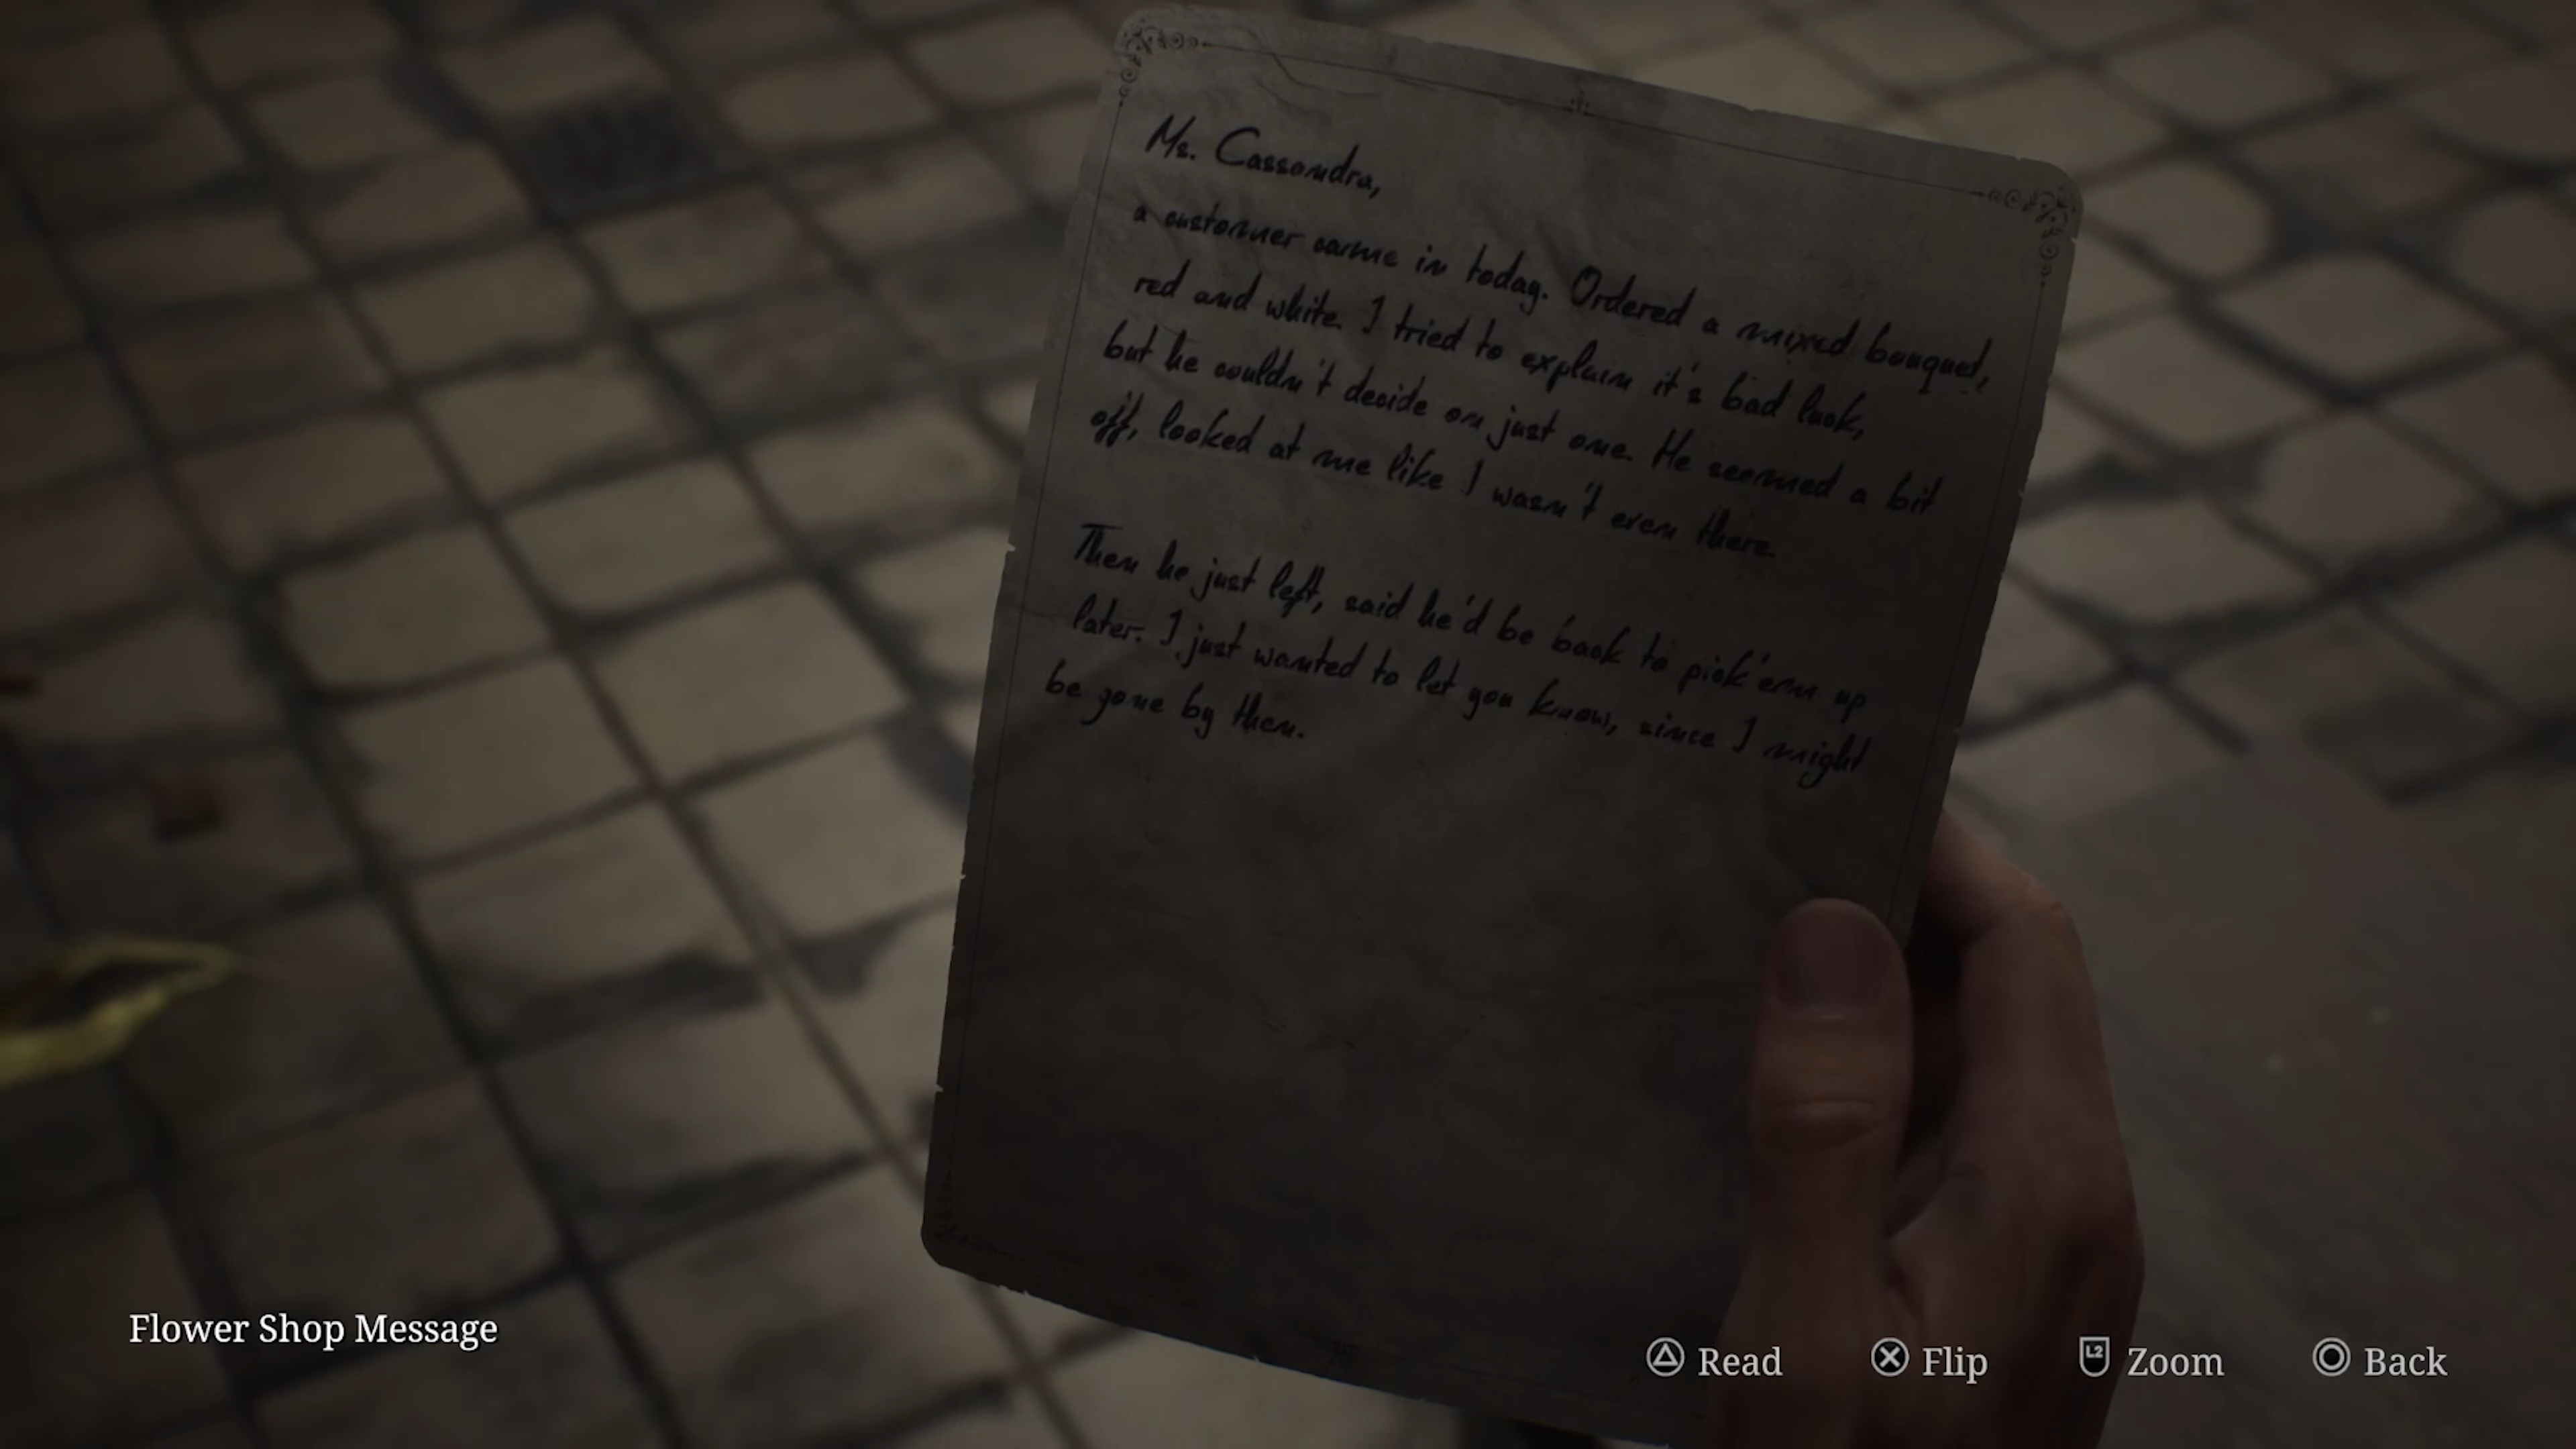 Ms. Cassandra,
a customer came in today. Ordered a mixed bouquet,
red and white. I tried to explain it's bad luck,
but he couldn't decide on just one. He seemed a bit
off, looked at me like I wasn't even there.
Then he just left, said he'd be back to pick'em up
later. I just wanted to let you know, since I might
be gone by then.
Flower Shop Message
Read
Flip
L2 Zoom
Back